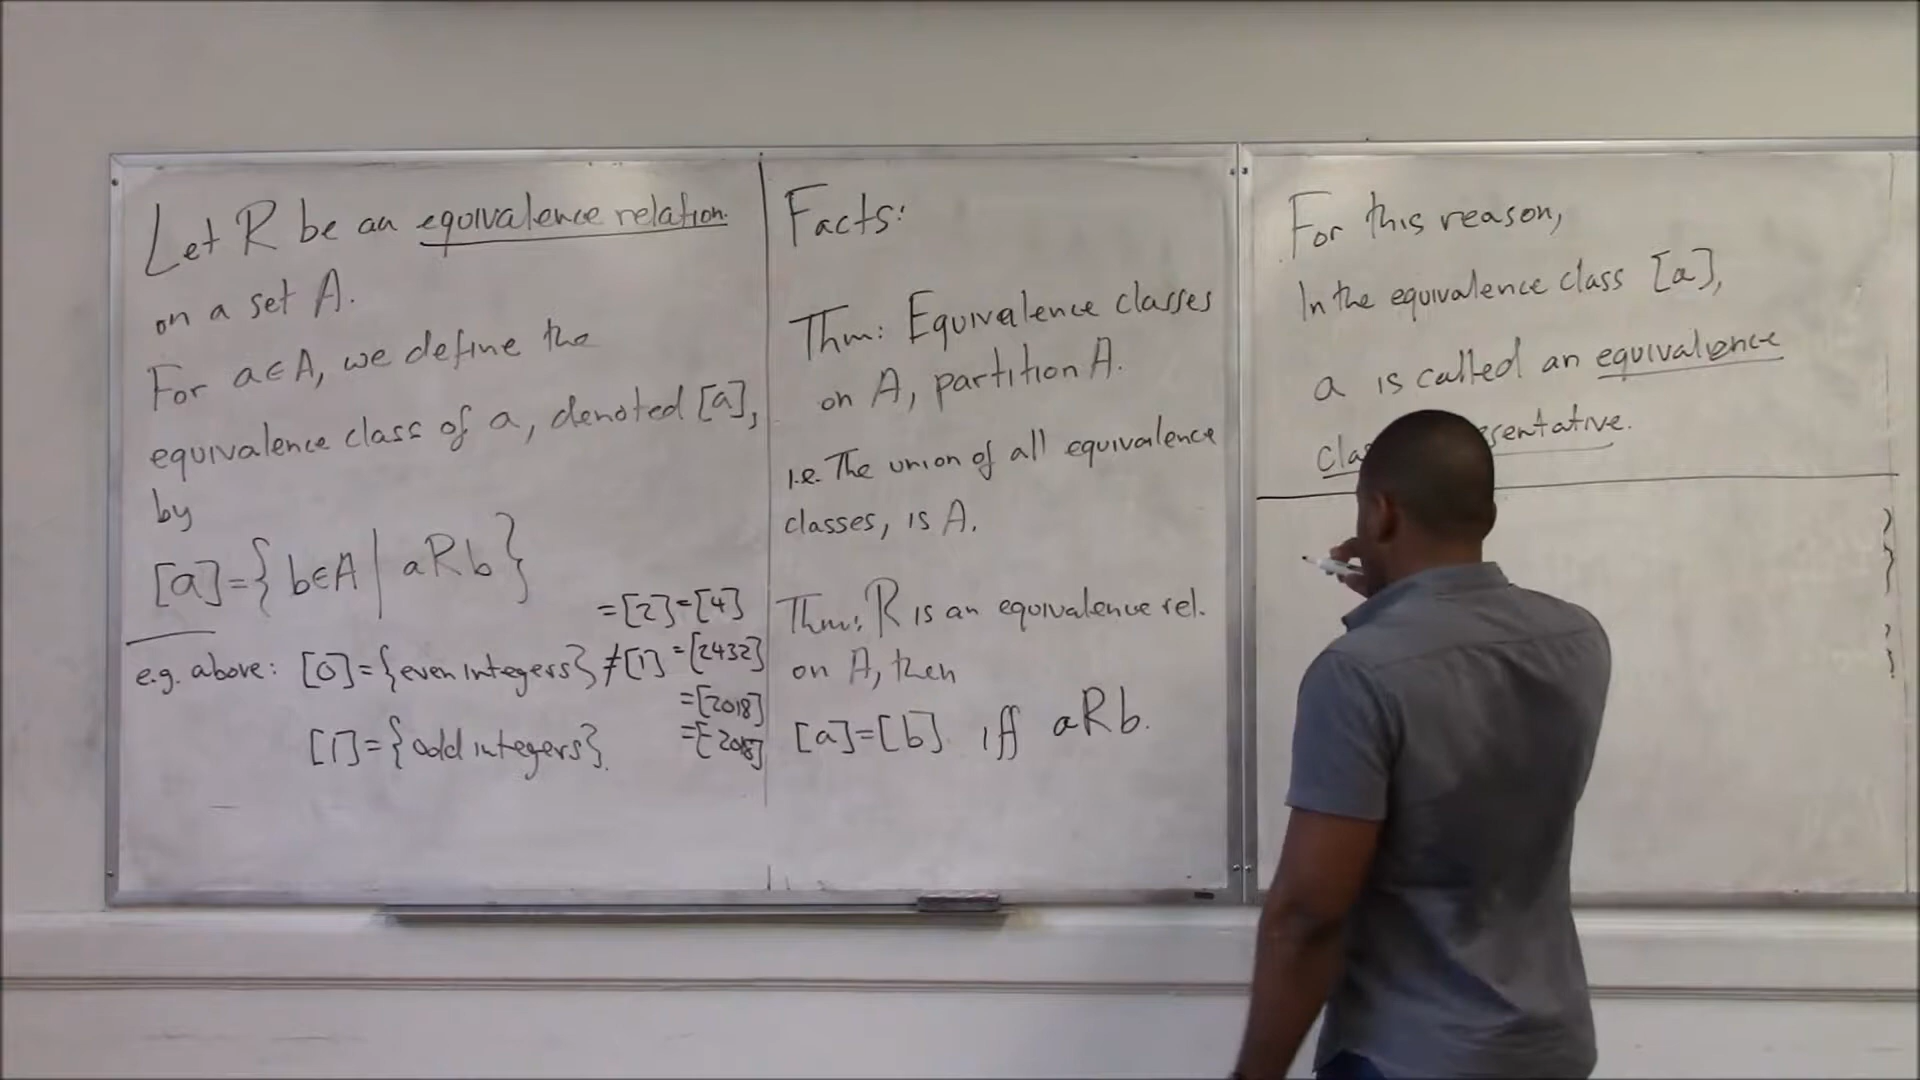 Let R be an equivalence relation.
on a set A.
For a∈A, we define the
equivalence class of a, denoted [a],
by
[a]={ b∈A | aRb }
=[2]=[4]
e.g. above: [0]={even integers}≠[1] =[2432]
=[2018]
[1]={odd integers}. =[-2018]
Facts:
Thm: Equivalence classes
on A, partition A.
i.e. The union of all equivalence
classes, is A.
Thm: R is an equivalence rel.
on A, then
[a]=[b] iff aRb.
For this reason,
In the equivalence class [a],
a is called an equivalence